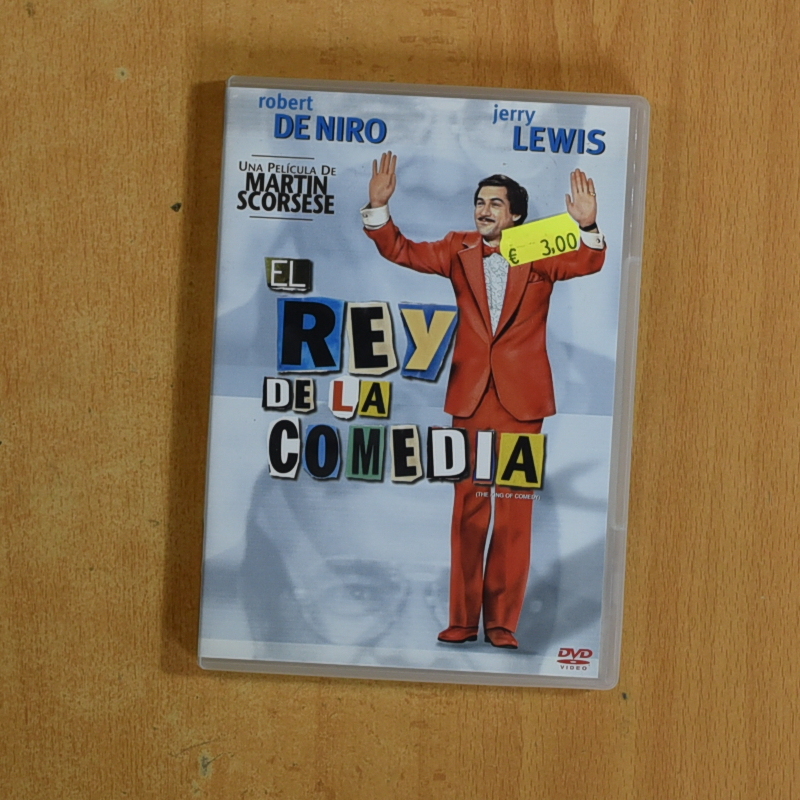 robert
DE NIRO
jerry
LEWIS
UNA PELÍCULA DE
MARTIN
SCORSESE
€ 3,00
EL
REY
DE LA
COMEDIA
(THE KING OF COMEDY)
DVD
VIDEO